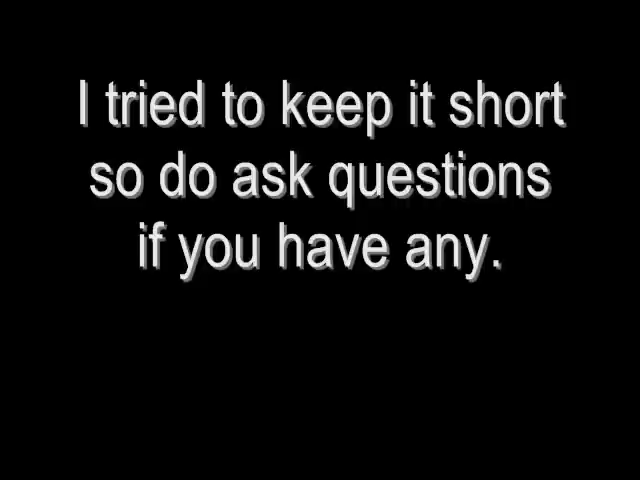 I tried to keep it short
so do ask questions
if you have any.